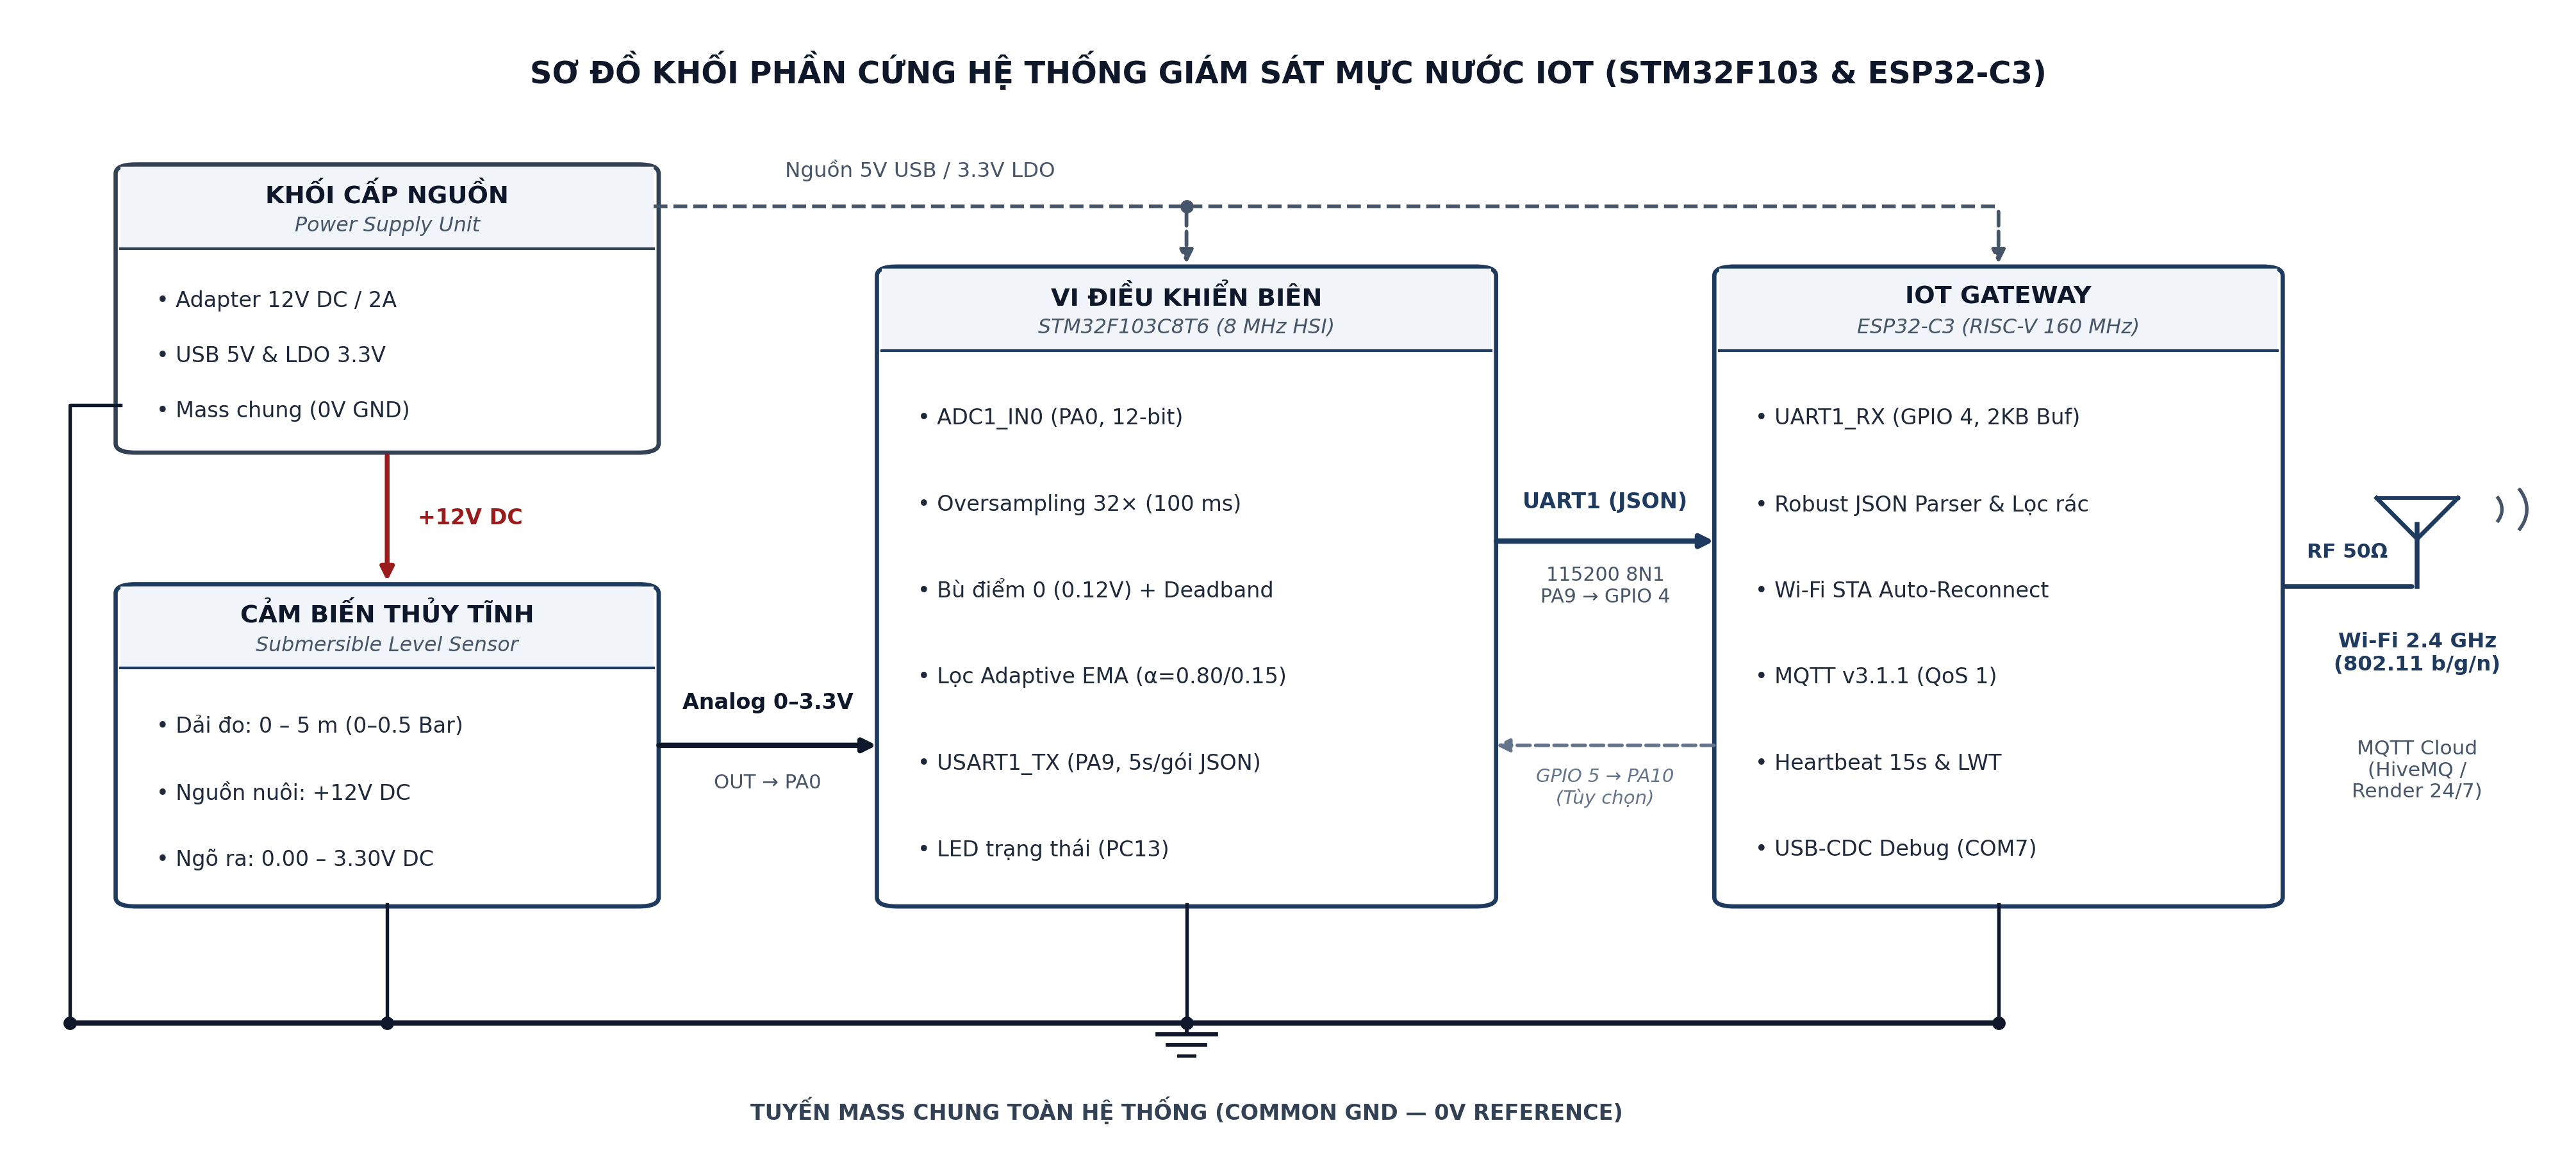 SƠ ĐỒ KHỐI PHẦN CỨNG HỆ THỐNG GIÁM SÁT MỰC NƯỚC IOT (STM32F103 & ESP32-C3)
Nguồn 5V USB / 3.3V LDO
KHỐI CẤP NGUỒN
Power Supply Unit
• Adapter 12V DC / 2A
• USB 5V & LDO 3.3V
• Mass chung (0V GND)
+12V DC
CẢM BIẾN THỦY TĨNH
Submersible Level Sensor
• Dải đo: 0 – 5 m (0–0.5 Bar)
• Nguồn nuôi: +12V DC
• Ngõ ra: 0.00 – 3.30V DC
Analog 0–3.3V
OUT → PA0
VI ĐIỀU KHIỂN BIÊN
STM32F103C8T6 (8 MHz HSI)
• ADC1_IN0 (PA0, 12-bit)
• Oversampling 32× (100 ms)
• Bù điểm 0 (0.12V) + Deadband
• Lọc Adaptive EMA (α=0.80/0.15)
• USART1_TX (PA9, 5s/gói JSON)
• LED trạng thái (PC13)
UART1 (JSON)
115200 8N1
PA9 → GPIO 4
GPIO 5 → PA10
(Tùy chọn)
IOT GATEWAY
ESP32-C3 (RISC-V 160 MHz)
• UART1_RX (GPIO 4, 2KB Buf)
• Robust JSON Parser & Lọc rác
• Wi-Fi STA Auto-Reconnect
• MQTT v3.1.1 (QoS 1)
• Heartbeat 15s & LWT
• USB-CDC Debug (COM7)
RF 50Ω
Wi-Fi 2.4 GHz
(802.11 b/g/n)
MQTT Cloud
(HiveMQ /
Render 24/7)
TUYẾN MASS CHUNG TOÀN HỆ THỐNG (COMMON GND — 0V REFERENCE)